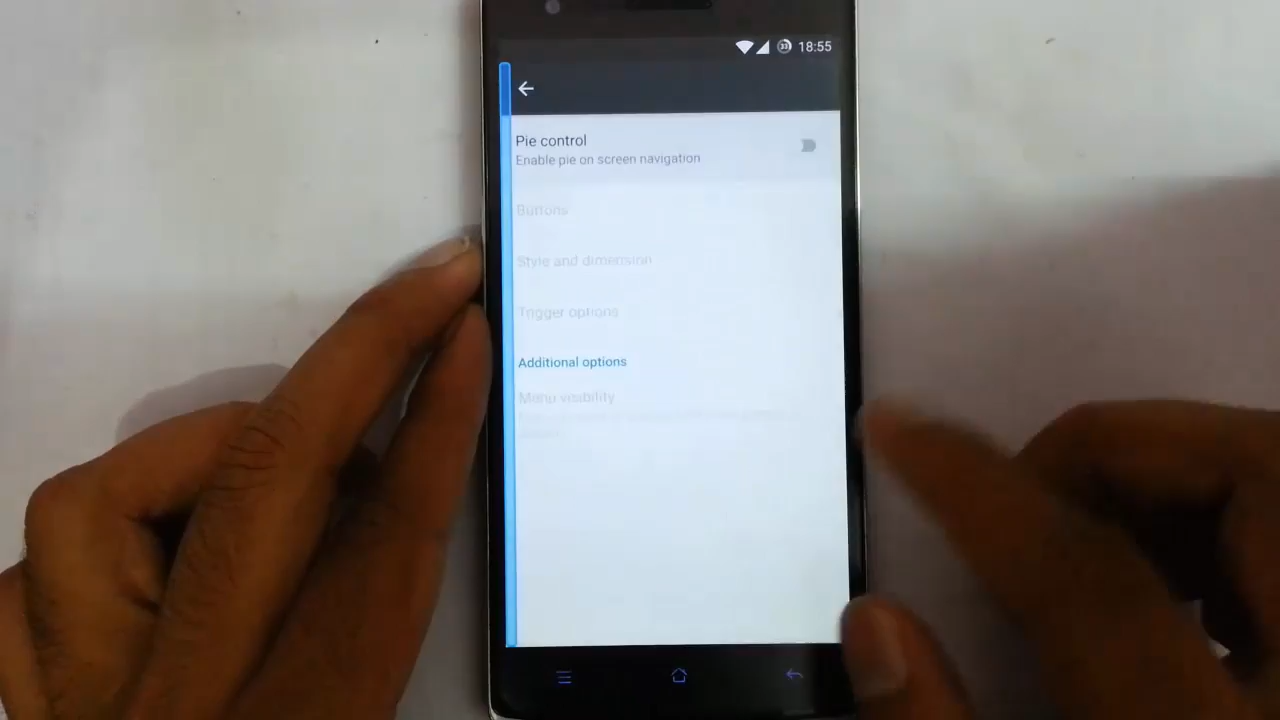 33 18:55
Pie control
Enable pie on screen navigation
Buttons
Style and dimension
Trigger options
Additional options
Menu visibility